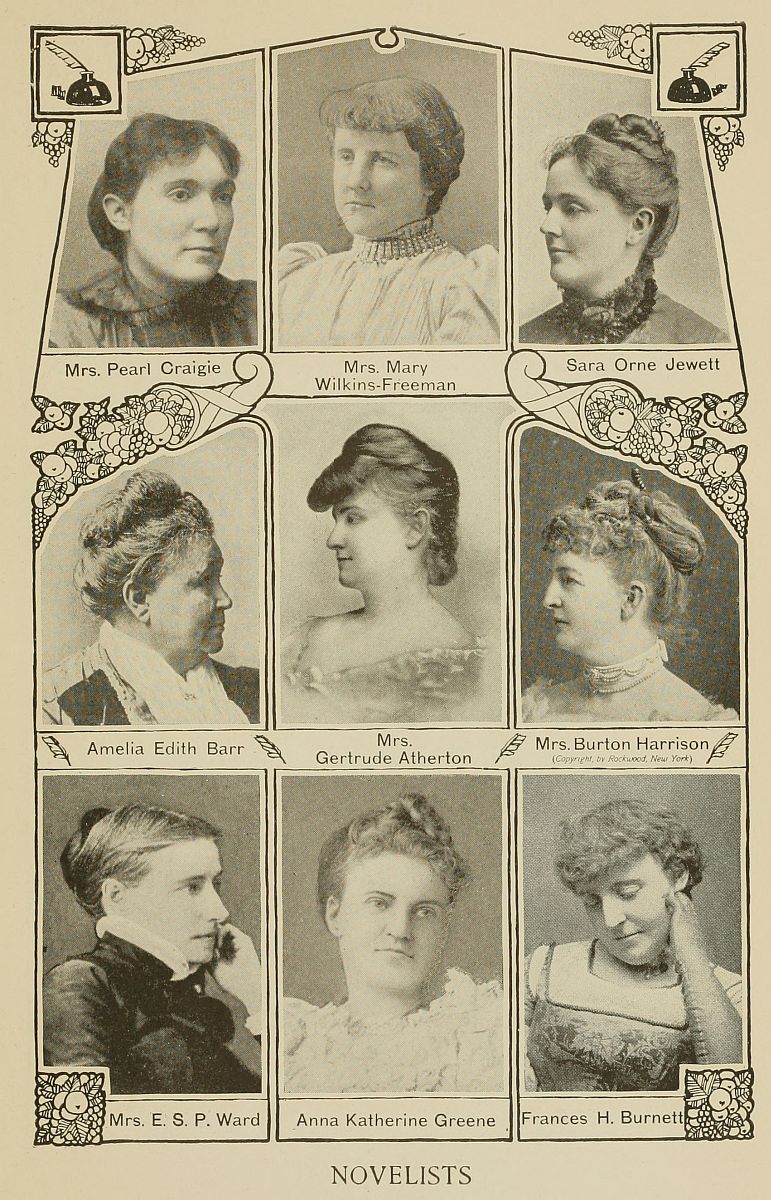 Mrs. Pearl Craigie
Mrs. Mary
Wilkins-Freeman
Sara Orne Jewett
Amelia Edith Barr
Mrs.
Gertrude Atherton
Mrs. Burton Harrison
(Copyright, by Rockwood, New York)
Mrs. E. S. P. Ward
Anna Katherine Greene
Frances H. Burnett
NOVELISTS